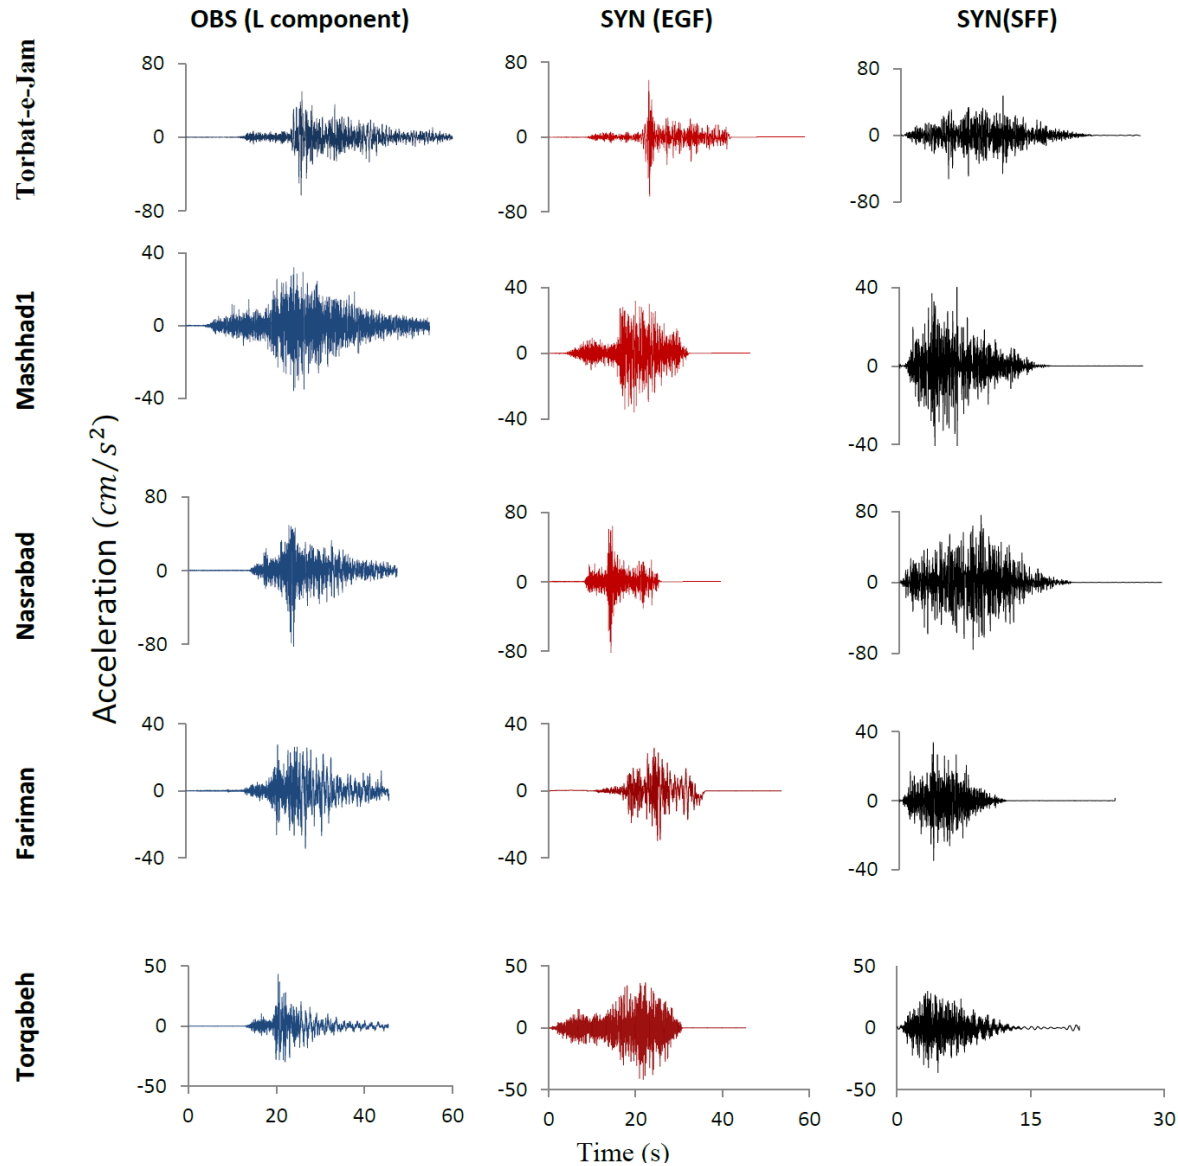 OBS (L component) SYN (EGF) SYN(SFF)
Torbat-e-Jam
80 0 -80
80 0 -80
80 0 -80
Mashhad1
40 0 -40
40 0 -40
40 0 -40
Acceleration (cm/s²)
Nasrabad
80 0 -80
80 0 -80
80 0 -80
Fariman
40 0 -40
40 0 -40
40 0 -40
Torqabeh
50 0 -50
50 0 -50
50 0 -50
0 20 40 60 0 20 40 60 0 15 30
Time (s)